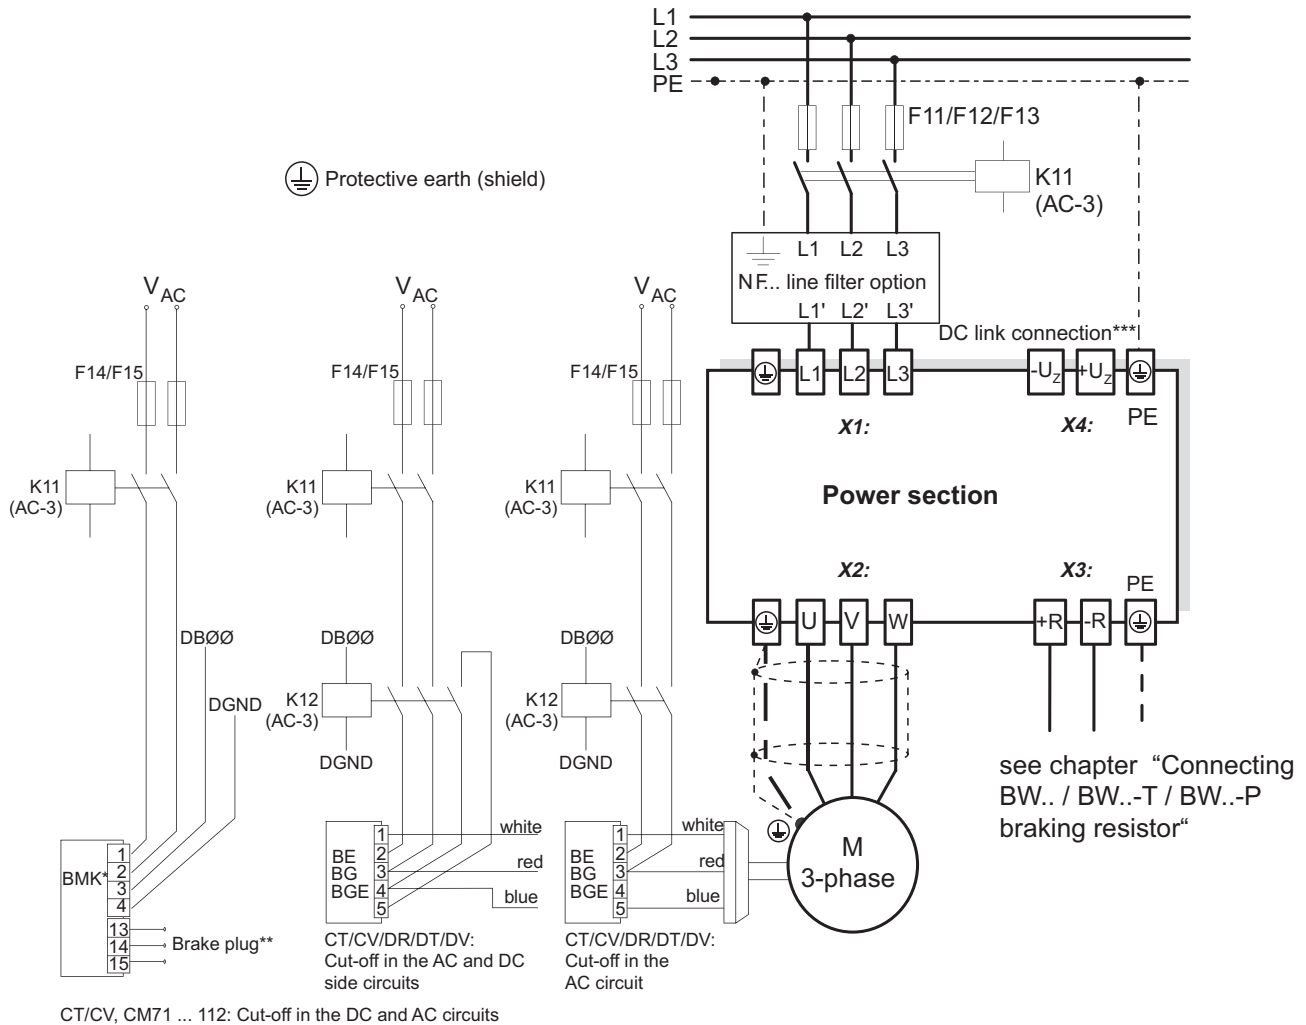 L1
L2
L3
PE
F11/F12/F13
Protective earth (shield)
K11
(AC-3)
L1 L2 L3
NF... line filter option
L1' L2' L3'
DC link connection***
L1 L2 L3 -UZ +UZ
X1: X4: PE
Power section
X2: X3: PE
U V W +R -R
see chapter “Connecting
BW.. / BW..-T / BW..-P
braking resistor“
M
3-phase
VAC
F14/F15
K11
(AC-3)
DBØØ
DGND
BMK*
1
2
3
4
13
14
15
Brake plug**
CT/CV, CM71 ... 112: Cut-off in the DC and AC circuits
VAC
F14/F15
K11
(AC-3)
DBØØ
K12
(AC-3)
DGND
BE
BG
BGE
1
2
3
4
5
white
red
blue
CT/CV/DR/DT/DV:
Cut-off in the AC and DC
side circuits
VAC
F14/F15
K11
(AC-3)
DBØØ
K12
(AC-3)
DGND
BE
BG
BGE
1
2
3
4
5
white
red
blue
CT/CV/DR/DT/DV:
Cut-off in the
AC circuit